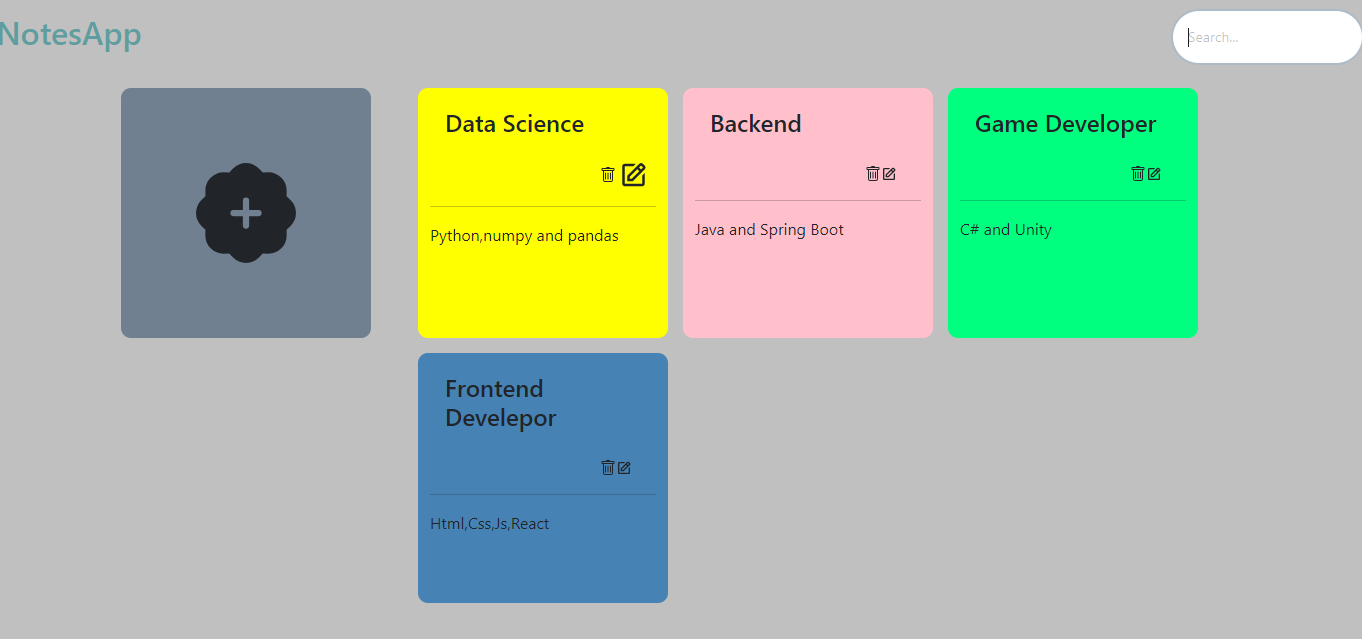 NotesApp
Search...
Data Science
Python,numpy and pandas
Backend
Java and Spring Boot
Game Developer
C# and Unity
Frontend
Develepor
Html,Css,Js,React